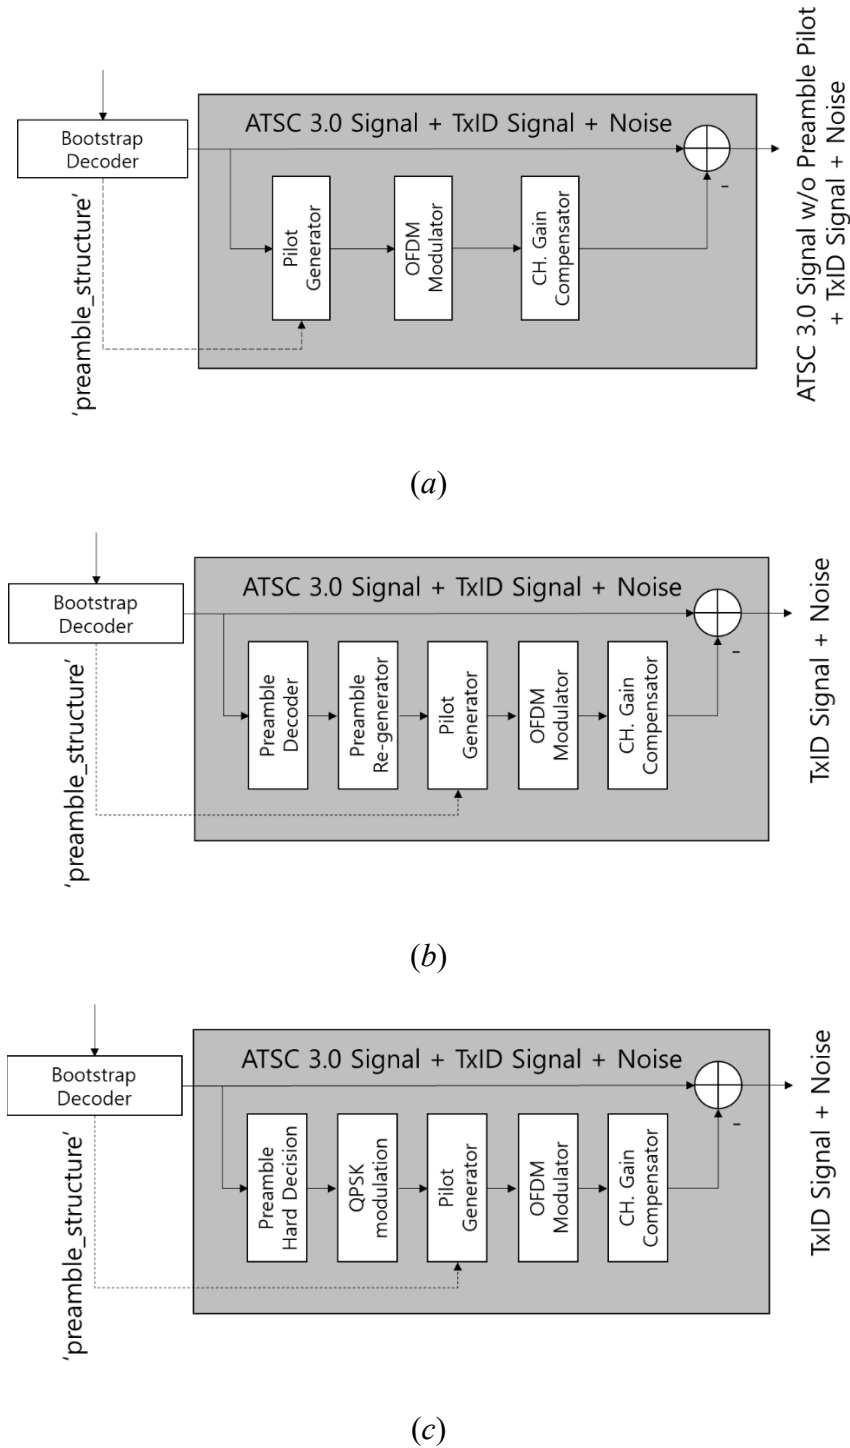 Bootstrap
Decoder
ATSC 3.0 Signal + TxID Signal + Noise
Pilot
Generator
OFDM
Modulator
CH. Gain
Compensator
-
'preamble_structure'
ATSC 3.0 Signal w/o Preamble Pilot
+ TxID Signal + Noise
(a)
Bootstrap
Decoder
ATSC 3.0 Signal + TxID Signal + Noise
Preamble
Decoder
Preamble
Re-generator
Pilot
Generator
OFDM
Modulator
CH. Gain
Compensator
-
'preamble_structure'
TxID Signal + Noise
(b)
Bootstrap
Decoder
ATSC 3.0 Signal + TxID Signal + Noise
Preamble
Hard Decision
QPSK
modulation
Pilot
Generator
OFDM
Modulator
CH. Gain
Compensator
-
'preamble_structure'
TxID Signal + Noise
(c)